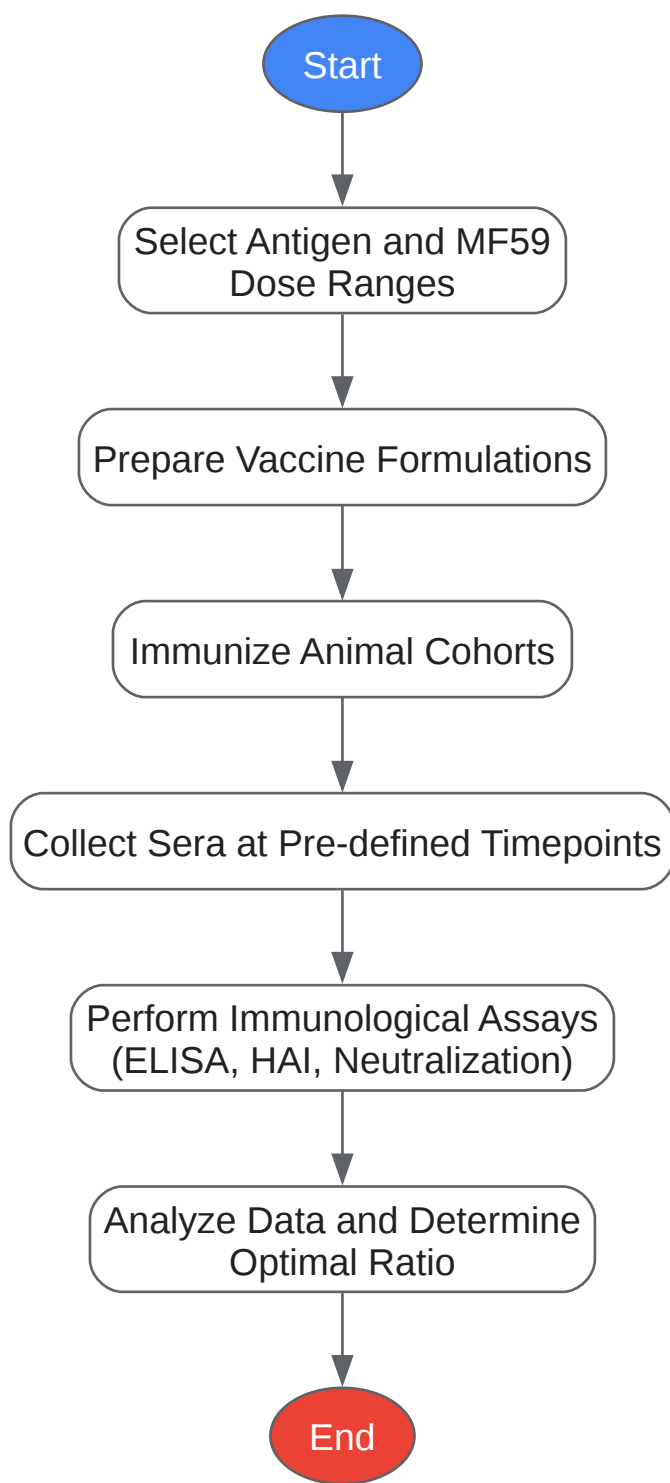 Start
Select Antigen and MF59
Dose Ranges
Prepare Vaccine Formulations
Immunize Animal Cohorts
Collect Sera at Pre-defined Timepoints
Perform Immunological Assays
(ELISA, HAI, Neutralization)
Analyze Data and Determine
Optimal Ratio
End